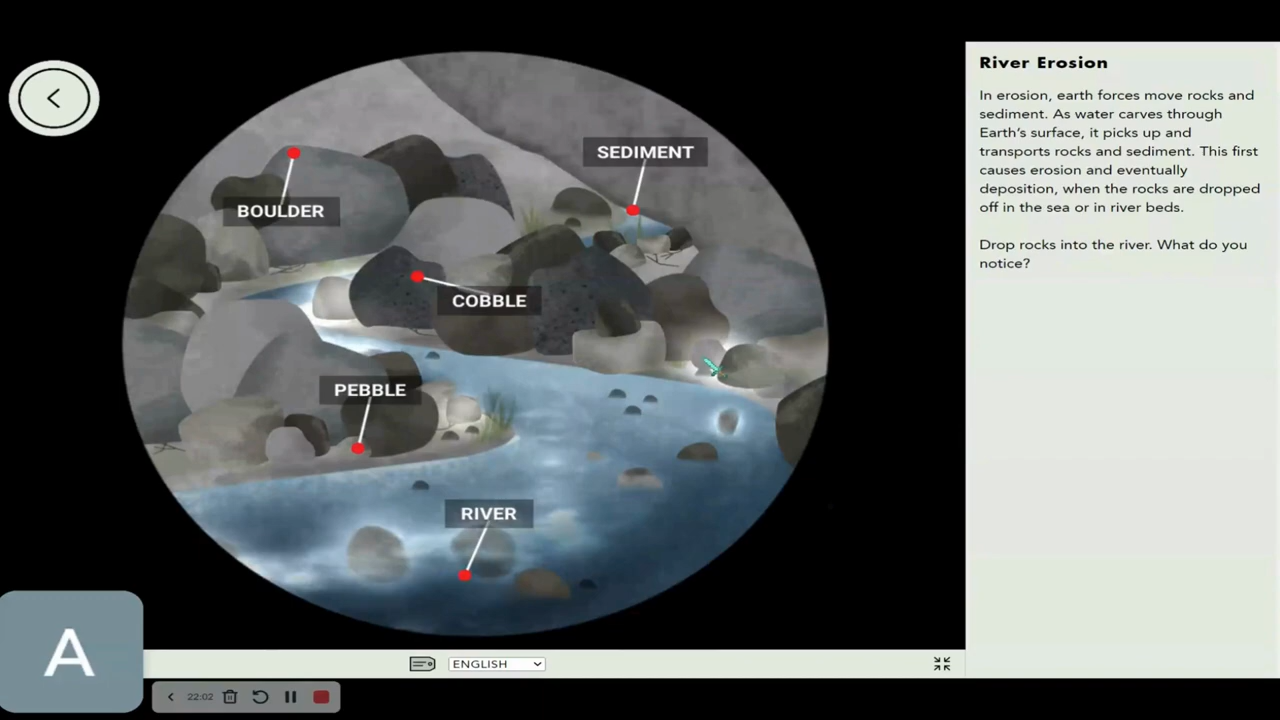 River Erosion
In erosion, earth forces move rocks and
sediment. As water carves through
Earth's surface, it picks up and
transports rocks and sediment. This first
causes erosion and eventually
deposition, when the rocks are dropped
off in the sea or in river beds.
Drop rocks into the river. What do you
notice?
SEDIMENT
BOULDER
COBBLE
PEBBLE
RIVER
A
ENGLISH
22:02